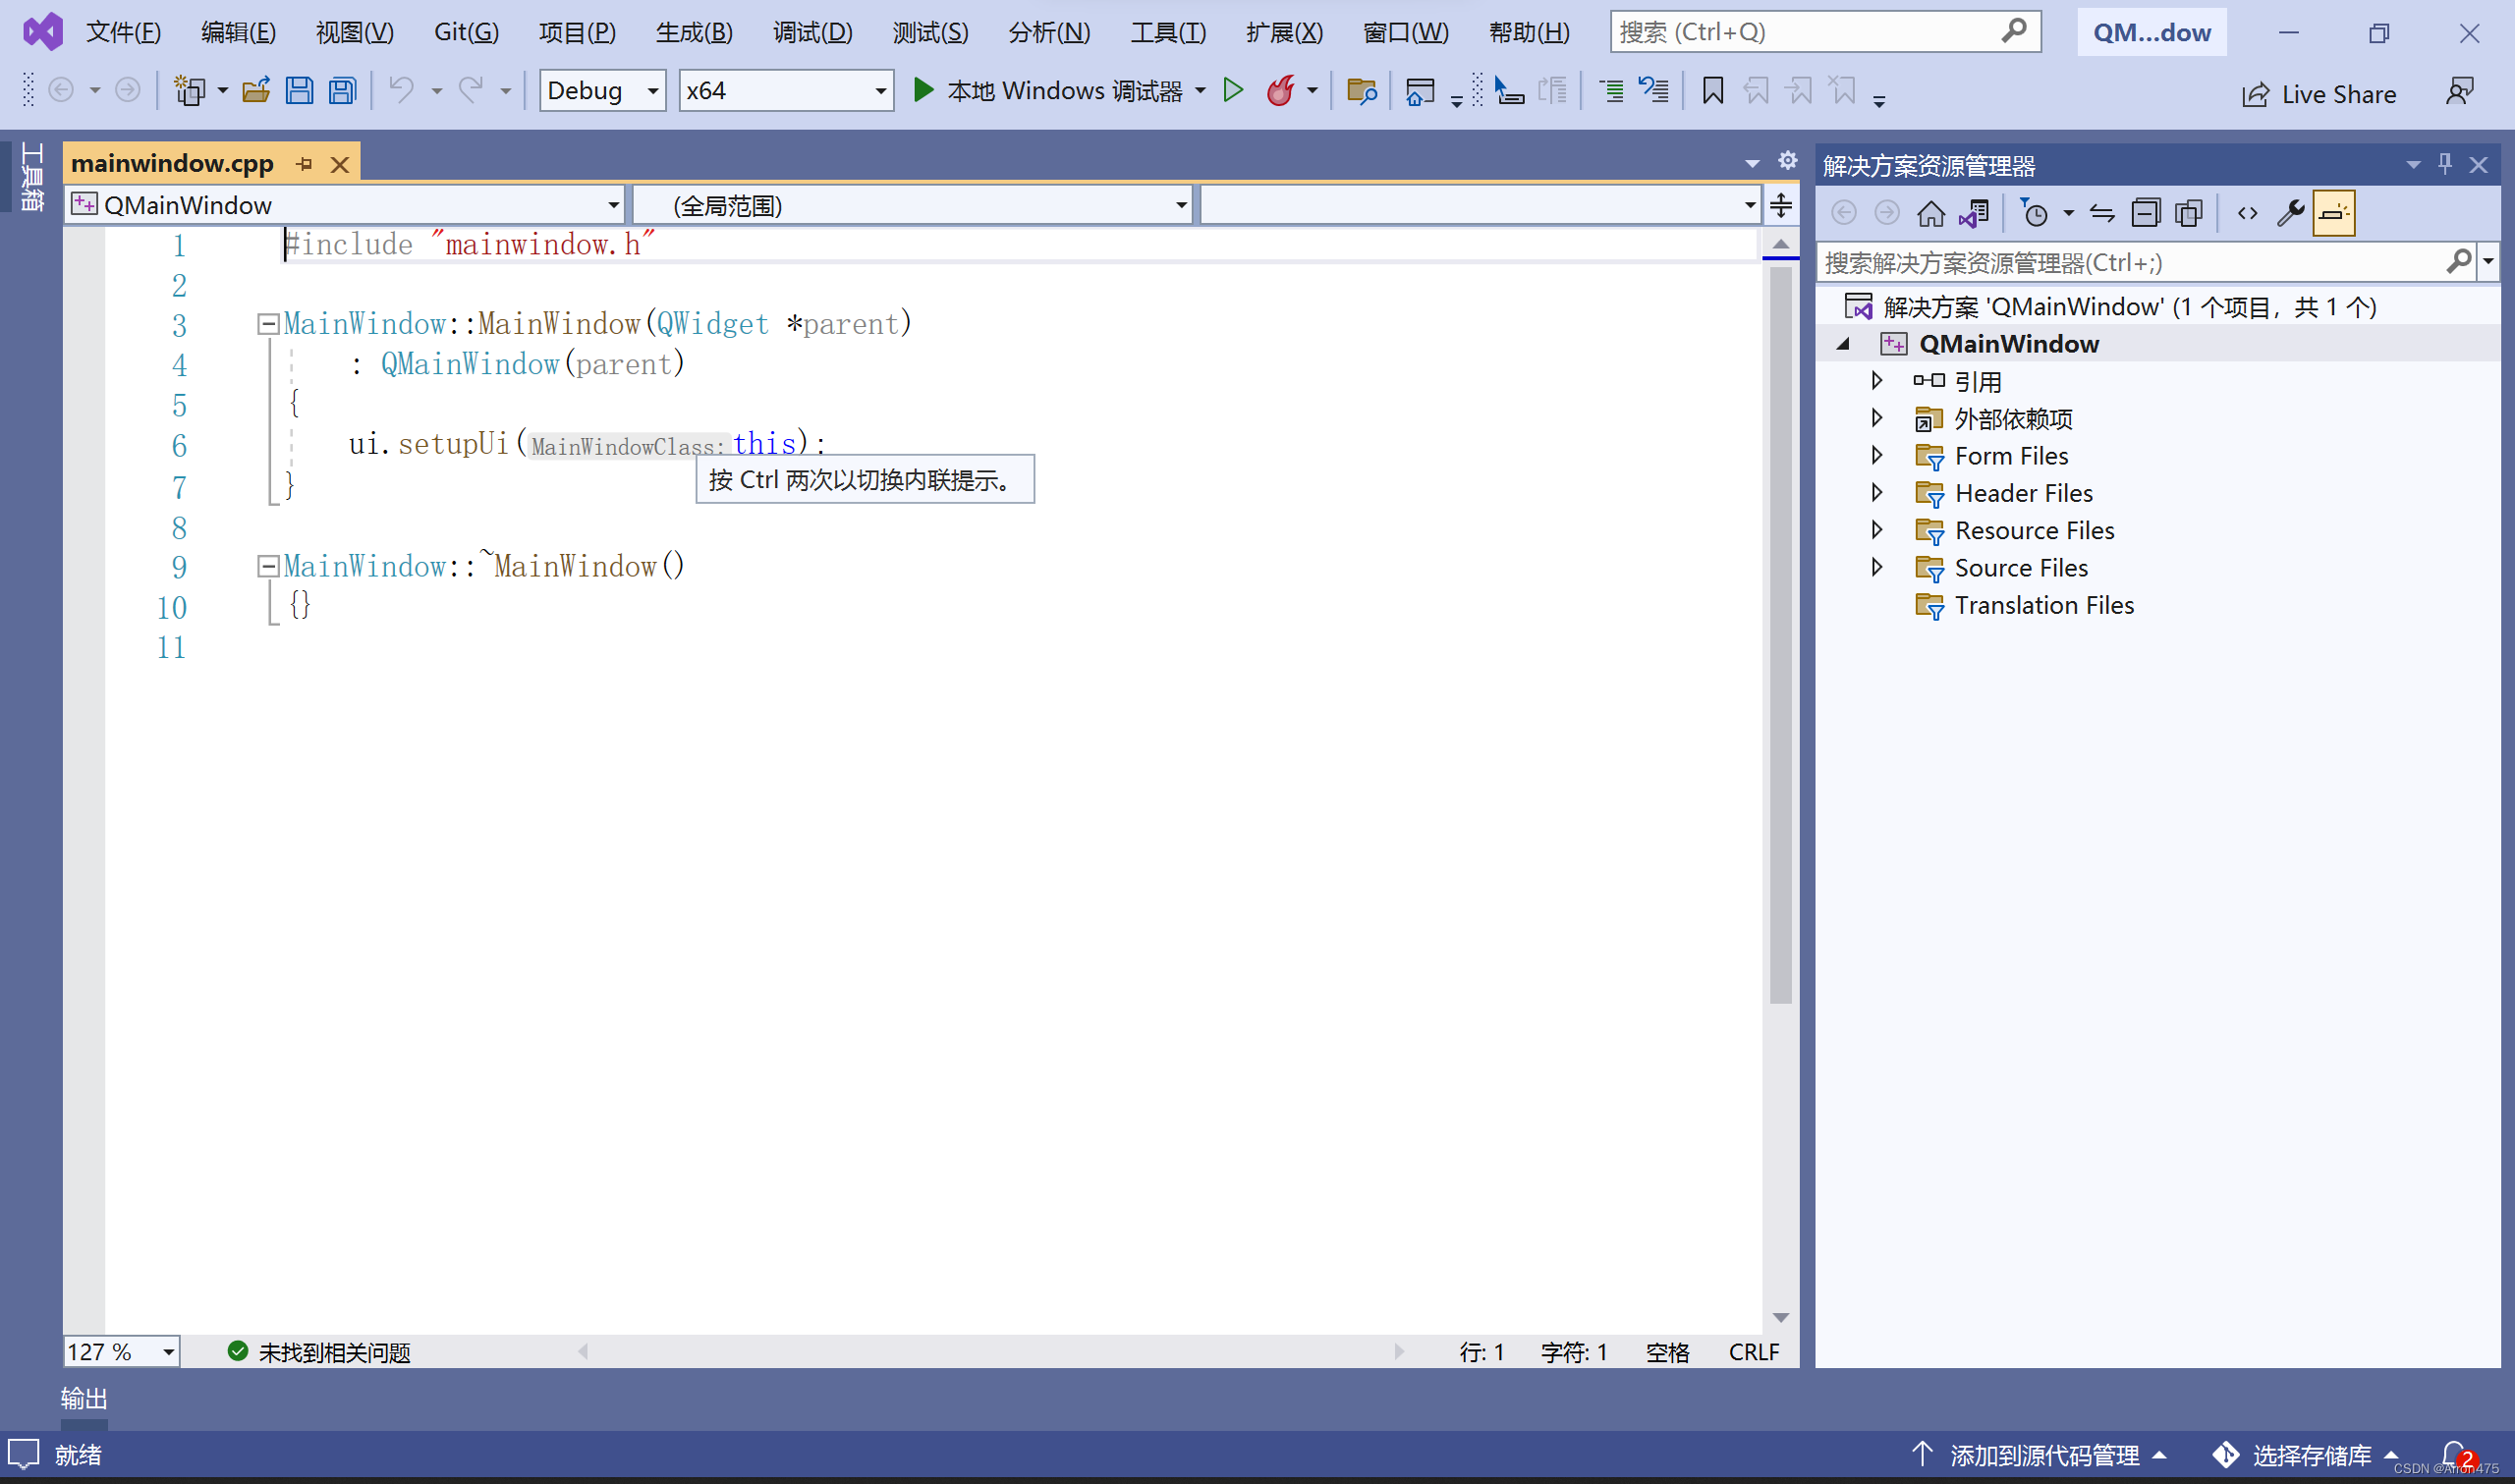 文件(F) 编辑(E) 视图(V) Git(G) 项目(P) 生成(B) 调试(D) 测试(S) 分析(N) 工具(T) 扩展(X) 窗口(W) 帮助(H) 搜索 (Ctrl+Q) QM...dow
Debug x64 本地 Windows 调试器 Live Share
工具箱
mainwindow.cpp
QMainWindow (全局范围)
1 #include "mainwindow.h"
2
3 MainWindow::MainWindow(QWidget *parent)
4 : QMainWindow(parent)
5 {
6 ui.setupUi(MainWindowClass:this);
按 Ctrl 两次以切换内联提示。
7 }
8
9 MainWindow::~MainWindow()
10 {}
11
127 % 未找到相关问题 行: 1 字符: 1 空格 CRLF
解决方案资源管理器
搜索解决方案资源管理器(Ctrl+;)
解决方案 'QMainWindow' (1 个项目，共 1 个)
QMainWindow
引用
外部依赖项
Form Files
Header Files
Resource Files
Source Files
Translation Files
输出
就绪 添加到源代码管理 选择存储库 2
CSDN @Arron475